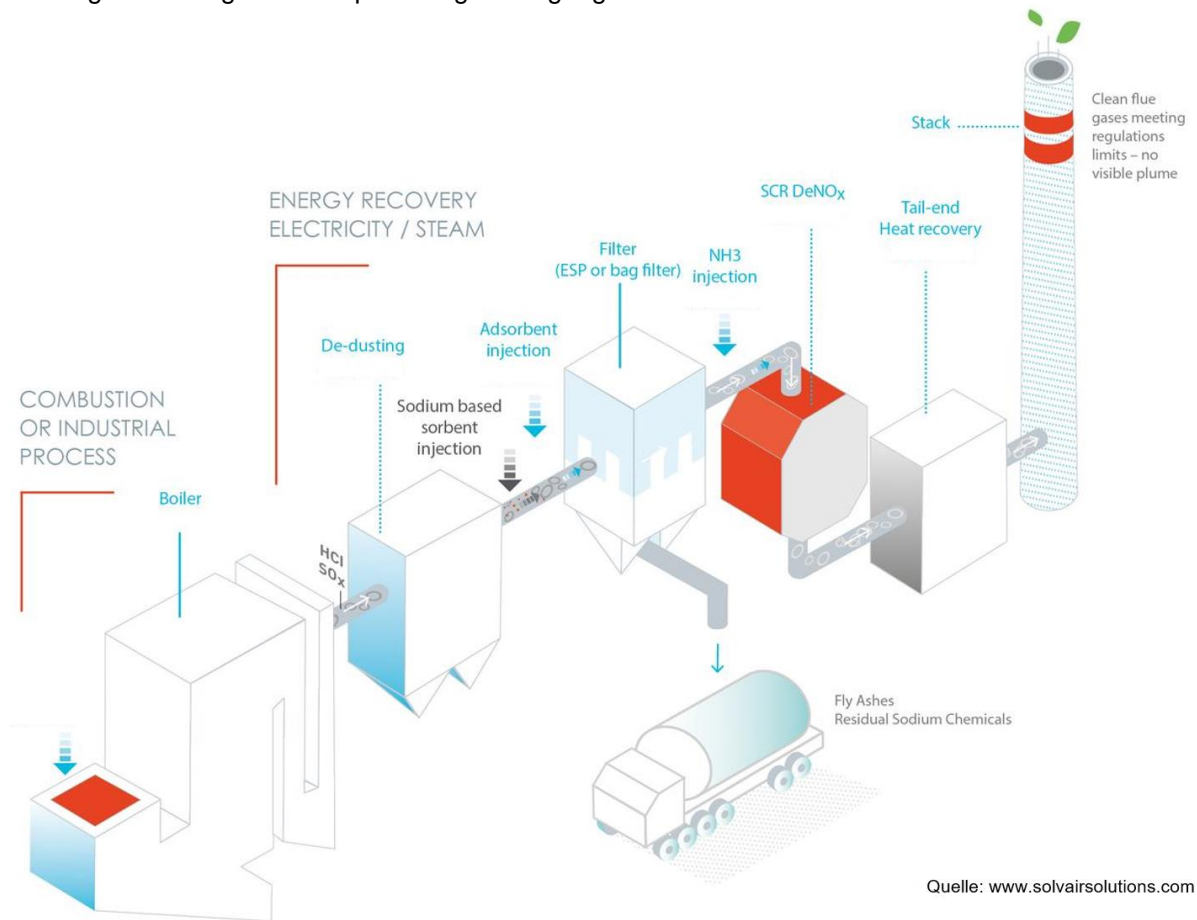 Stack
Clean flue
gases meeting
regulations
limits – no
visible plume
SCR DeNOx
Tail-end
Heat recovery
ENERGY RECOVERY
ELECTRICITY / STEAM
Filter
(ESP or bag filter)
NH3
injection
De-dusting
Adsorbent
injection
Sodium based
sorbent
injection
COMBUSTION
OR INDUSTRIAL
PROCESS
Boiler
HCl
SOx
Fly Ashes
Residual Sodium Chemicals
Quelle: www.solvairsolutions.com